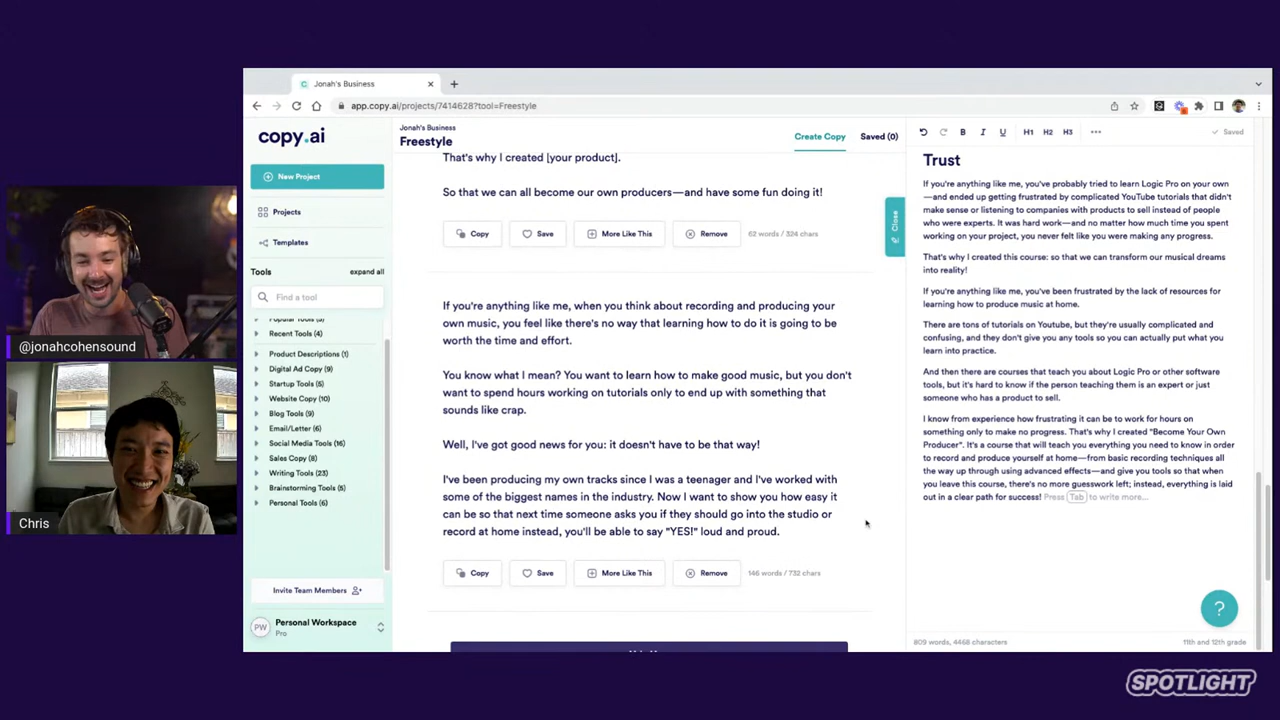 Jonah's Business
app.copy.ai/projects/7414628?tool=Freestyle
copy.ai
New Project
Projects
Templates
Tools
expand all
Find a tool
Popular Tools (5)
Recent Tools (4)
Product Descriptions (1)
Digital Ad Copy (9)
Startup Tools (5)
Website Copy (10)
Blog Tools (9)
Email/Letter (6)
Social Media Tools (16)
Sales Copy (8)
Writing Tools (23)
Brainstorming Tools (5)
Personal Tools (6)
Invite Team Members
PW
Personal Workspace
Pro
Jonah's Business
Freestyle
Create Copy
Saved (0)
That's why I created [your product].
So that we can all become our own producers—and have some fun doing it!
Copy
Save
More Like This
Remove
62 words / 324 chars
If you're anything like me, when you think about recording and producing your
own music, you feel like there's no way that learning how to do it is going to be
worth the time and effort.
You know what I mean? You want to learn how to make good music, but you don't
want to spend hours working on tutorials only to end up with something that
sounds like crap.
Well, I've got good news for you: it doesn't have to be that way!
I've been producing my own tracks since I was a teenager and I've worked with
some of the biggest names in the industry. Now I want to show you how easy it
can be so that next time someone asks you if they should go into the studio or
record at home instead, you'll be able to say "YES!" loud and proud.
Copy
Save
More Like This
Remove
146 words / 732 chars
Close
B
I
U
H1
H2
H3
Saved
Trust
If you're anything like me, you've probably tried to learn Logic Pro on your own
—and ended up getting frustrated by complicated YouTube tutorials that didn't
make sense or listening to companies with products to sell instead of people
who were experts. It was hard work—and no matter how much time you spent
working on your project, you never felt like you were making any progress.
That's why I created this course: so that we can transform our musical dreams
into reality!
If you're anything like me, you've been frustrated by the lack of resources for
learning how to produce music at home.
There are tons of tutorials on Youtube, but they're usually complicated and
confusing, and they don't give you any tools so you can actually put what you
learn into practice.
And then there are courses that teach you about Logic Pro or other software
tools, but it's hard to know if the person teaching them is an expert or just
someone who has a product to sell.
I know from experience how frustrating it can be to work for hours on
something only to make no progress. That's why I created "Become Your Own
Producer". It's a course that will teach you everything you need to know in order
to record and produce yourself at home—from basic recording techniques all
the way up through using advanced effects—and give you tools so that when
you leave this course, there's no more guesswork left; instead, everything is laid
out in a clear path for success! Press Tab to write more...
?
809 words, 4468 characters
11th and 12th grade
@jonahcohensound
Chris
SPOTLIGHT